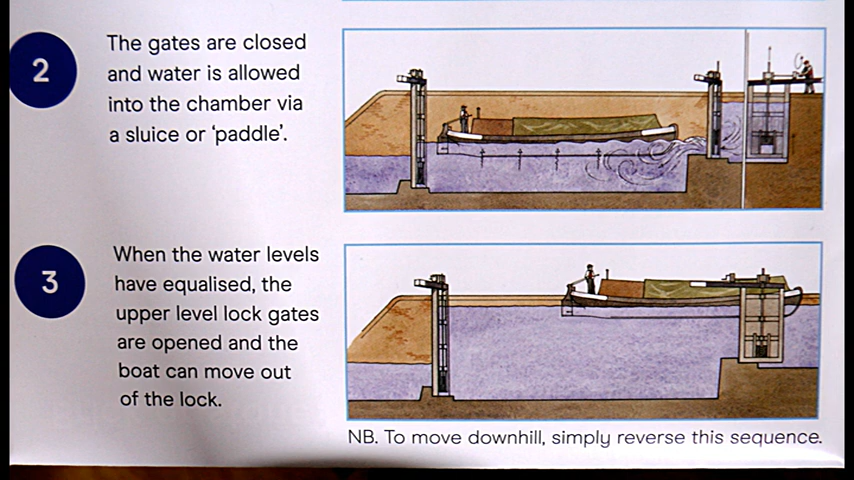 2
The gates are closed
and water is allowed
into the chamber via
a sluice or ‘paddle’.
3
When the water levels
have equalised, the
upper level lock gates
are opened and the
boat can move out
of the lock.
NB. To move downhill, simply reverse this sequence.